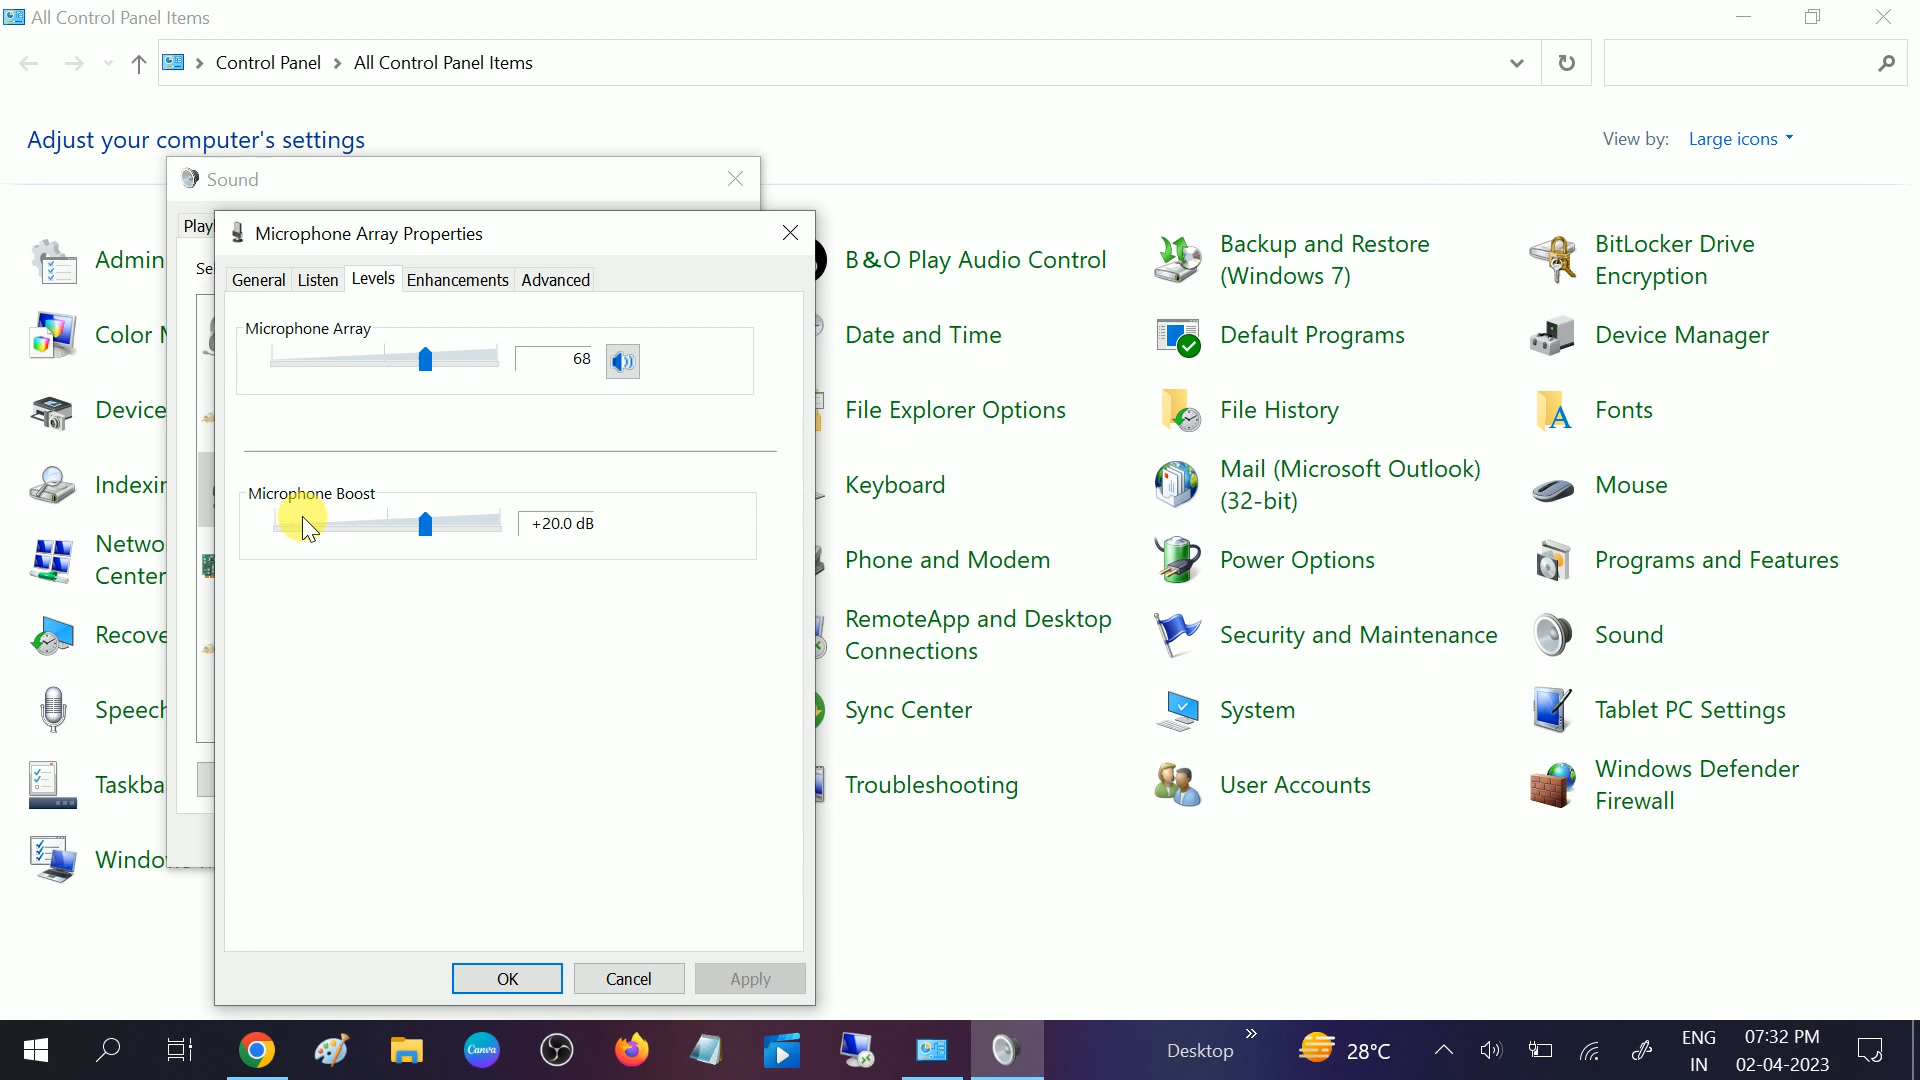 All Control Panel Items
Control Panel
All Control Panel Items
Adjust your computer's settings
View by: Large icons
Sound
Microphone Array Properties
General
Listen
Levels
Enhancements
Advanced
Microphone Array
68
Microphone Boost
+20.0 dB
OK
Cancel
Apply
Play
Se
Admin
Color
Device
Indexin
Netwo
Center
Recove
Speech
Taskba
Windo
B&O Play Audio Control
Backup and Restore
(Windows 7)
BitLocker Drive
Encryption
Date and Time
Default Programs
Device Manager
File Explorer Options
File History
Fonts
Keyboard
Mail (Microsoft Outlook)
(32-bit)
Mouse
Phone and Modem
Power Options
Programs and Features
RemoteApp and Desktop
Connections
Security and Maintenance
Sound
Sync Center
System
Tablet PC Settings
Troubleshooting
User Accounts
Windows Defender
Firewall
Canva
Desktop
28°C
ENG
IN
07:32 PM
02-04-2023